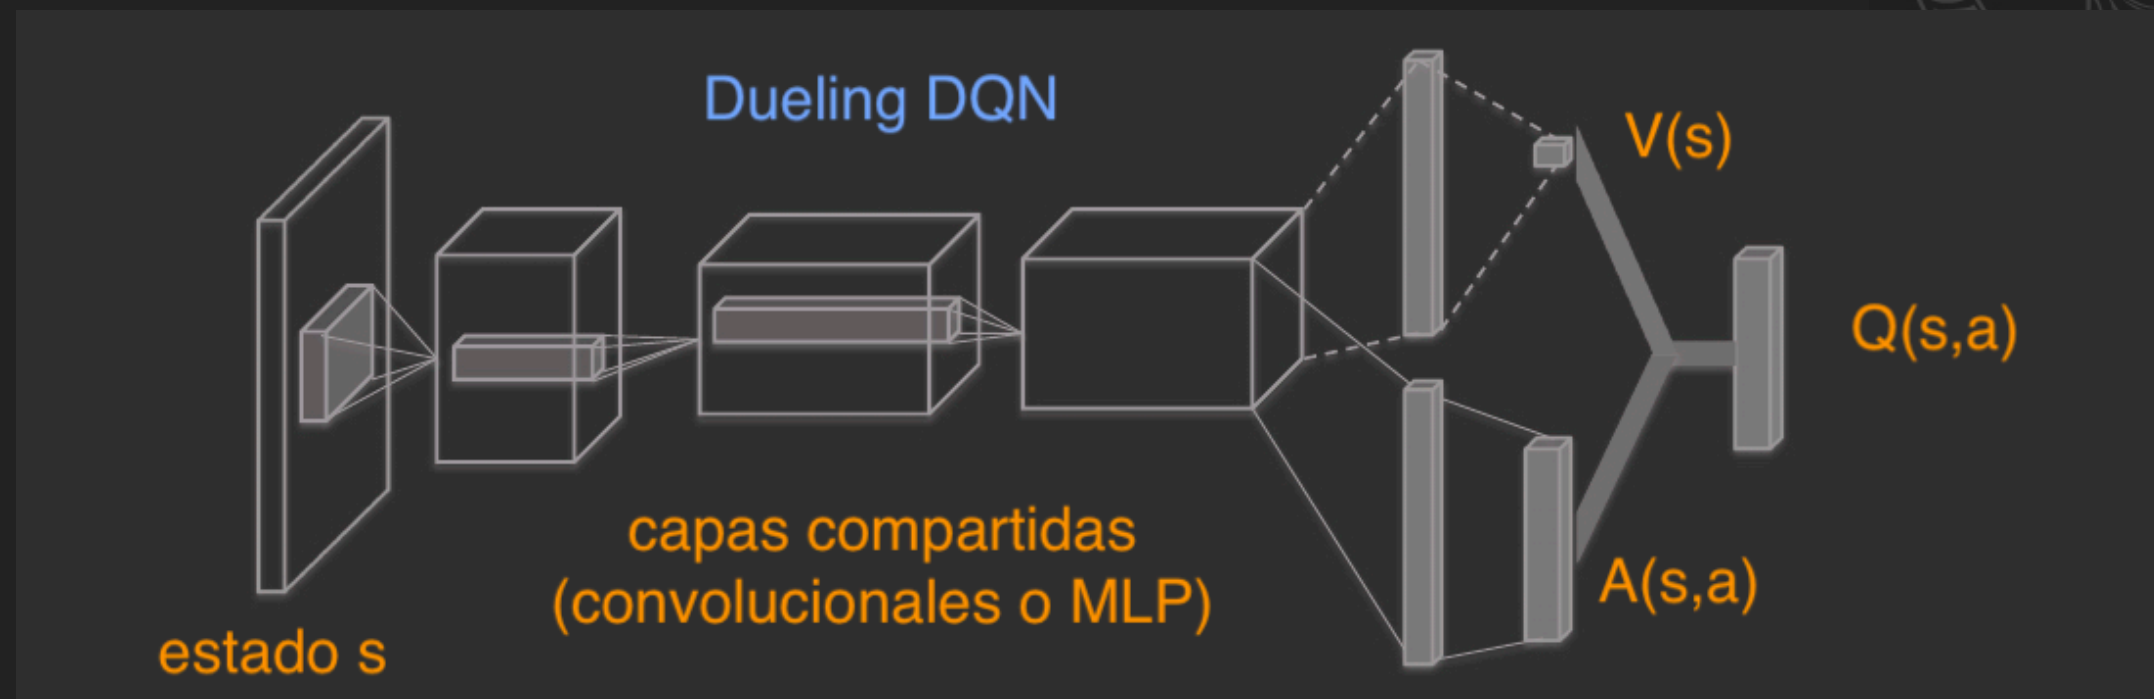 Dueling DQN
V(s)
Q(s,a)
capas compartidas
(convolucionales o MLP)
A(s,a)
estado s